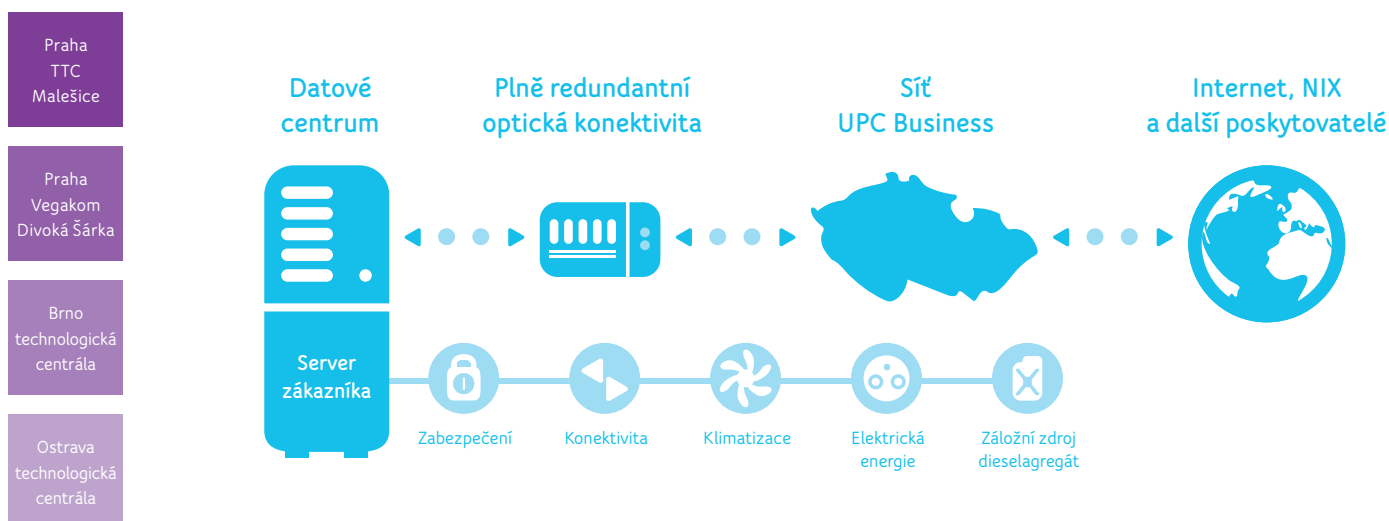 Praha
TTC
Malešice
Praha
Vegakom
Divoká Šárka
Brno
technologická
centrála
Ostrava
technologická
centrála
Datové
centrum
Plně redundantní
optická konektivita
Síť
UPC Business
Internet, NIX
a další poskytovatelé
Server
zákazníka
Zabezpečení
Konektivita
Klimatizace
Elektrická
energie
Záložní zdroj
dieselagregát